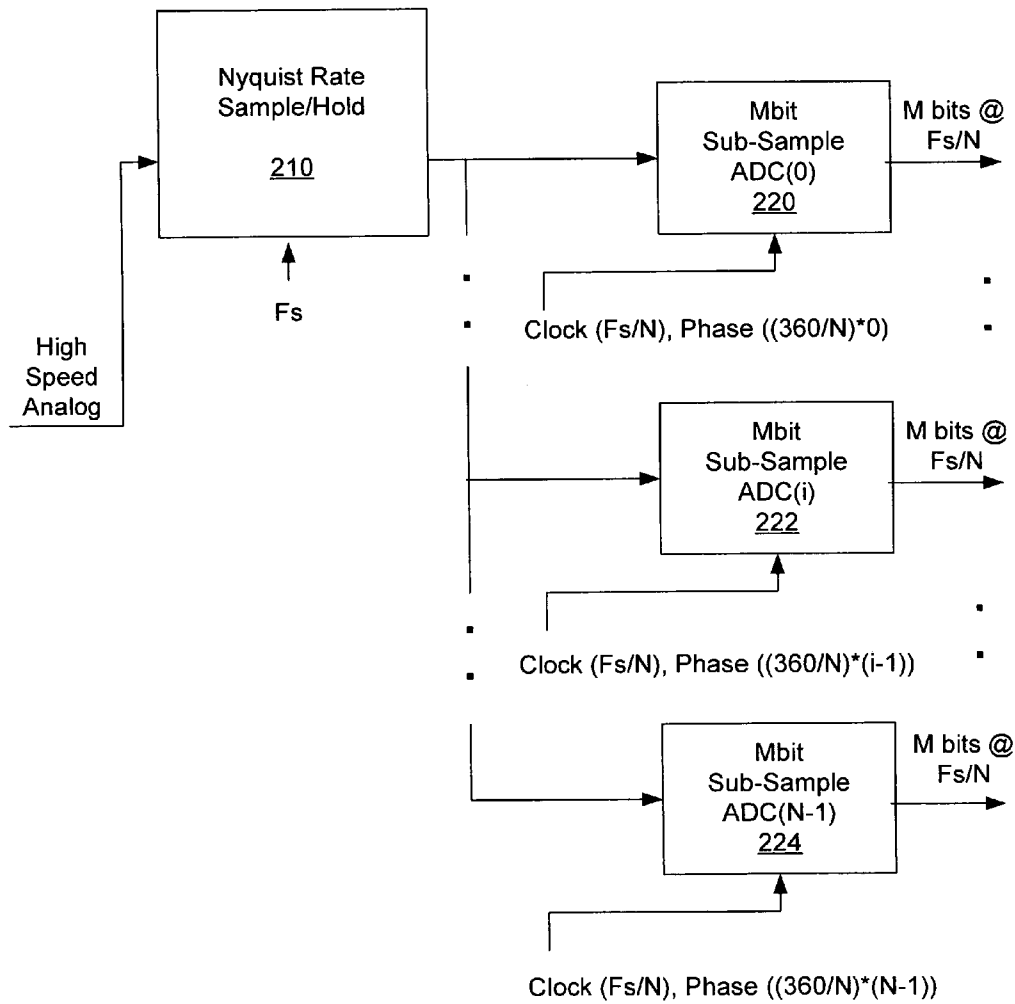 Nyquist Rate
Sample/Hold
210
Fs
High
Speed
Analog
Mbit
Sub-Sample
ADC(0)
220
M bits @
Fs/N
Clock (Fs/N), Phase ((360/N)*0)
Mbit
Sub-Sample
ADC(i)
222
M bits @
Fs/N
Clock (Fs/N), Phase ((360/N)*(i-1))
Mbit
Sub-Sample
ADC(N-1)
224
M bits @
Fs/N
Clock (Fs/N), Phase ((360/N)*(N-1))